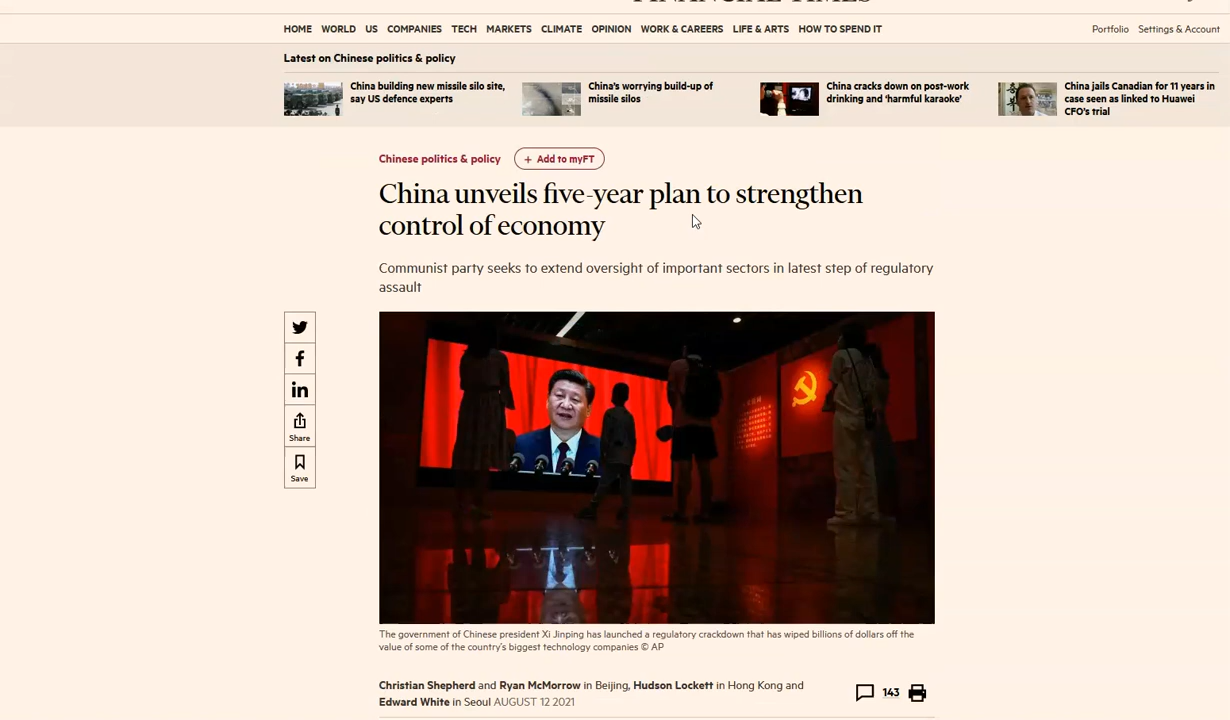 FINANCIAL TIMES
HOME WORLD US COMPANIES TECH MARKETS CLIMATE OPINION WORK & CAREERS LIFE & ARTS HOW TO SPEND IT
Portfolio Settings & Account
Latest on Chinese politics & policy
China building new missile silo site,
say US defence experts
China's worrying build-up of
missile silos
China cracks down on post-work
drinking and ‘harmful karaoke’
China jails Canadian for 11 years in
case seen as linked to Huawei
CFO's trial
Chinese politics & policy
+ Add to myFT
China unveils five-year plan to strengthen
control of economy
Communist party seeks to extend oversight of important sectors in latest step of regulatory
assault
Share
Save
The government of Chinese president Xi Jinping has launched a regulatory crackdown that has wiped billions of dollars off the
value of some of the country's biggest technology companies © AP
Christian Shepherd and Ryan McMorrow in Beijing, Hudson Lockett in Hong Kong and
Edward White in Seoul AUGUST 12 2021
143